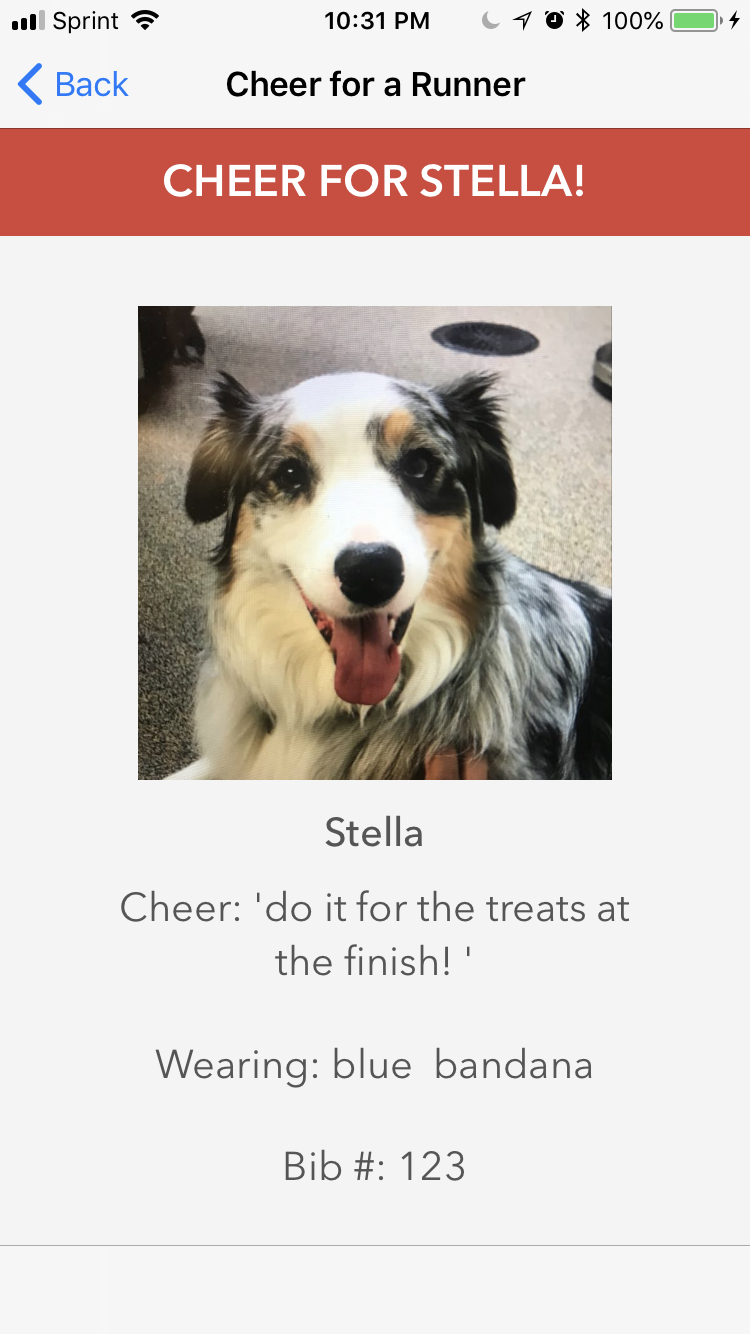 Sprint 10:31 PM 100%
Back Cheer for a Runner
CHEER FOR STELLA!
Stella
Cheer: 'do it for the treats at
the finish! '
Wearing: blue  bandana
Bib #: 123